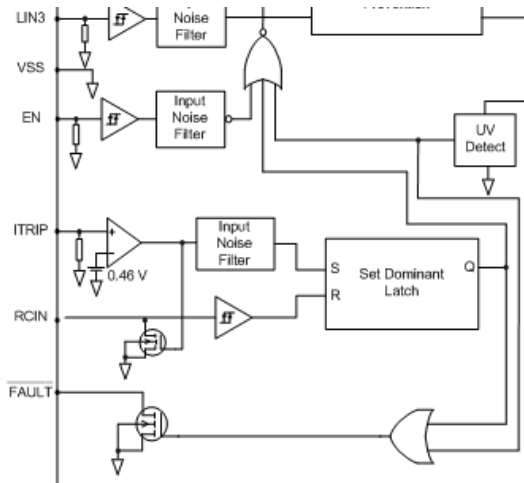 LIN3
Noise
Filter
VSS
EN
Input
Noise
Filter
UV
Detect
ITRIP
+
-
0.46 V
Input
Noise
Filter
S
R
Set Dominant
Latch
Q
RCIN
FAULT